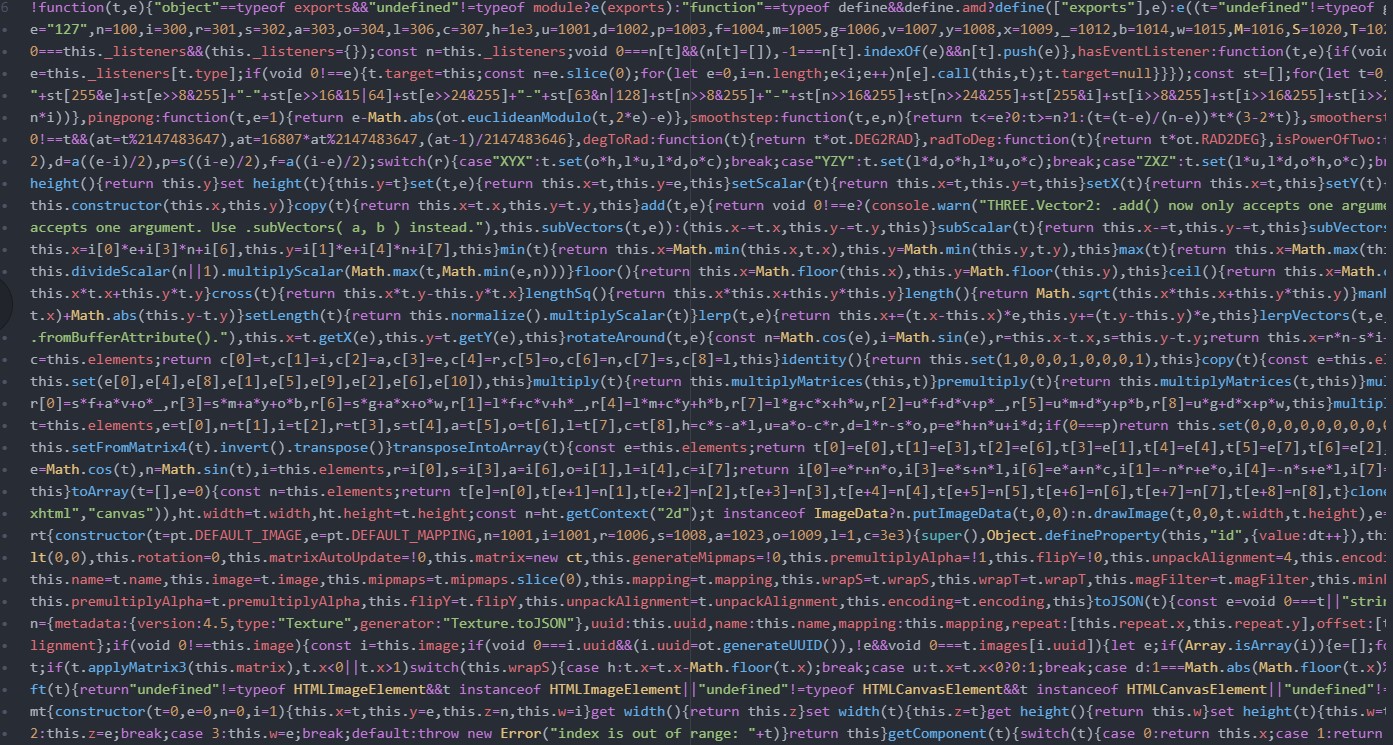 6 !function(t,e){"object"==typeof exports&&"undefined"!=typeof module?e(exports):"function"==typeof define&&define.amd?define(["exports"],e):e((t="undefined"!=typeof g
e="127",n=100,i=300,r=301,s=302,a=303,o=304,l=306,c=307,h=1e3,u=1001,d=1002,p=1003,f=1004,m=1005,g=1006,v=1007,y=1008,x=1009,_=1012,b=1014,w=1015,M=1016,S=1020,T=102
0===this._listeners&&(this._listeners={});const n=this._listeners;void 0===n[t]&&(n[t]=[]),-1===n[t].indexOf(e)&&n[t].push(e)},hasEventListener:function(t,e){if(void
e=this._listeners[t.type];if(void 0!==e){t.target=this;const n=e.slice(0);for(let e=0,i=n.length;e<i;e++)n[e].call(this,t);t.target=null}}});const st=[];for(let t=0
"+st[255&e]+st[e>>8&255]+"-"+st[e>>16&15|64]+st[e>>24&255]+"-"+st[63&n|128]+st[n>>8&255]+"-"+st[n>>16&255]+st[n>>24&255]+st[255&i]+st[i>>8&255]+st[i>>16&255]+st[i>>2
n*i))},pingpong:function(t,e=1){return e-Math.abs(ot.euclideanModulo(t,2*e)-e)},smoothstep:function(t,e,n){return t<=e?0:t>=n?1:(t=(t-e)/(n-e))*t*(3-2*t)},smootherst
0!==t&&(at=t%2147483647),at=16807*at%2147483647,(at-1)/2147483646},degToRad:function(t){return t*ot.DEG2RAD},radToDeg:function(t){return t*ot.RAD2DEG},isPowerOfTwo:
2),d=a((e-i)/2),p=s((i-e)/2),f=a((i-e)/2);switch(r){case"XYX":t.set(o*h,l*u,l*d,o*c);break;case"YZY":t.set(l*d,o*h,l*u,o*c);break;case"ZXZ":t.set(l*u,l*d,o*h,o*c);br
height(){return this.y}set height(t){this.y=t}set(t,e){return this.x=t,this.y=e,this}setScalar(t){return this.x=t,this.y=t,this}setX(t){return this.x=t,this}setY(t)
this.constructor(this.x,this.y)}copy(t){return this.x=t.x,this.y=t.y,this}add(t,e){return void 0!==e?(console.warn("THREE.Vector2: .add() now only accepts one argume
accepts one argument. Use .subVectors( a, b ) instead."),this.subVectors(t,e)):(this.x-=t.x,this.y-=t.y,this)}subScalar(t){return this.x-=t,this.y-=t,this}subVectors
this.x=i[0]*e+i[3]*n+i[6],this.y=i[1]*e+i[4]*n+i[7],this}min(t){return this.x=Math.min(this.x,t.x),this.y=Math.min(this.y,t.y),this}max(t){return this.x=Math.max(thi
this.divideScalar(n||1).multiplyScalar(Math.max(t,Math.min(e,n)))}floor(){return this.x=Math.floor(this.x),this.y=Math.floor(this.y),this}ceil(){return this.x=Math.c
this.x*t.x+this.y*t.y}cross(t){return this.x*t.y-this.y*t.x}lengthSq(){return this.x*this.x+this.y*this.y}length(){return Math.sqrt(this.x*this.x+this.y*this.y)}manh
t.x)+Math.abs(this.y-t.y)}setLength(t){return this.normalize().multiplyScalar(t)}lerp(t,e){return this.x+=(t.x-this.x)*e,this.y+=(t.y-this.y)*e,this}lerpVectors(t,e,
.fromBufferAttribute()."),this.x=t.getX(e),this.y=t.getY(e),this}rotateAround(t,e){const n=Math.cos(e),i=Math.sin(e),r=this.x-t.x,s=this.y-t.y;return this.x=r*n-s*i+
c=this.elements;return c[0]=t,c[1]=i,c[2]=a,c[3]=e,c[4]=r,c[5]=o,c[6]=n,c[7]=s,c[8]=l,this}identity(){return this.set(1,0,0,0,1,0,0,0,1),this}copy(t){const e=this.el
this.set(e[0],e[4],e[8],e[1],e[5],e[9],e[2],e[6],e[10]),this}multiply(t){return this.multiplyMatrices(this,t)}premultiply(t){return this.multiplyMatrices(t,this)}mul
r[0]=s*f+a*v+o*_,r[3]=s*m+a*y+o*b,r[6]=s*g+a*x+o*w,r[1]=l*f+c*v+h*_,r[4]=l*m+c*y+h*b,r[7]=l*g+c*x+h*w,r[2]=u*f+d*v+p*_,r[5]=u*m+d*y+p*b,r[8]=u*g+d*x+p*w,this}multip
t=this.elements,e=t[0],n=t[1],i=t[2],r=t[3],s=t[4],a=t[5],o=t[6],l=t[7],c=t[8],h=c*s-a*l,u=a*o-c*r,d=l*r-s*o,p=e*h+n*u+i*d;if(0===p)return this.set(0,0,0,0,0,0,0,0,0
this.setFromMatrix4(t).invert().transpose()}transposeIntoArray(t){const e=this.elements;return t[0]=e[0],t[1]=e[3],t[2]=e[6],t[3]=e[1],t[4]=e[4],t[5]=e[7],t[6]=e[2],
e=Math.cos(t),n=Math.sin(t),i=this.elements,r=i[0],s=i[3],a=i[6],o=i[1],l=i[4],c=i[7];return i[0]=e*r+n*o,i[3]=e*s+n*l,i[6]=e*a+n*c,i[1]=-n*r+e*o,i[4]=-n*s+e*l,i[7]=
this}toArray(t=[],e=0){const n=this.elements;return t[e]=n[0],t[e+1]=n[1],t[e+2]=n[2],t[e+3]=n[3],t[e+4]=n[4],t[e+5]=n[5],t[e+6]=n[6],t[e+7]=n[7],t[e+8]=n[8],t}clone
xhtml","canvas")),ht.width=t.width,ht.height=t.height;const n=ht.getContext("2d");t instanceof ImageData?n.putImageData(t,0,0):n.drawImage(t,0,0,t.width,t.height),e=
rt{constructor(t=pt.DEFAULT_IMAGE,e=pt.DEFAULT_MAPPING,n=1001,i=1001,r=1006,s=1008,a=1023,o=1009,l=1,c=3e3){super(),Object.defineProperty(this,"id",{value:dt++}),thi
lt(0,0),this.rotation=0,this.matrixAutoUpdate=!0,this.matrix=new ct,this.generateMipmaps=!0,this.premultiplyAlpha=!1,this.flipY=!0,this.unpackAlignment=4,this.encodi
this.name=t.name,this.image=t.image,this.mipmaps=t.mipmaps.slice(0),this.mapping=t.mapping,this.wrapS=t.wrapS,this.wrapT=t.wrapT,this.magFilter=t.magFilter,this.minF
this.premultiplyAlpha=t.premultiplyAlpha,this.flipY=t.flipY,this.unpackAlignment=t.unpackAlignment,this.encoding=t.encoding,this}toJSON(t){const e=void 0===t||"strin
n={metadata:{version:4.5,type:"Texture",generator:"Texture.toJSON"},uuid:this.uuid,name:this.name,mapping:this.mapping,repeat:[this.repeat.x,this.repeat.y],offset:[t
lignment};if(void 0!==this.image){const i=this.image;if(void 0===i.uuid&&(i.uuid=ot.generateUUID()),!e&&void 0===t.images[i.uuid]){let e;if(Array.isArray(i)){e=[];fo
t;if(t.applyMatrix3(this.matrix),t.x<0||t.x>1)switch(this.wrapS){case h:t.x=t.x-Math.floor(t.x);break;case u:t.x=t.x<0?0:1;break;case d:1===Math.abs(Math.floor(t.x)%
ft(t){return"undefined"!=typeof HTMLImageElement&&t instanceof HTMLImageElement||"undefined"!=typeof HTMLCanvasElement&&t instanceof HTMLCanvasElement||"undefined"!=
mt{constructor(t=0,e=0,n=0,i=1){this.x=t,this.y=e,this.z=n,this.w=i}get width(){return this.z}set width(t){this.z=t}get height(){return this.w}set height(t){this.w=t
2:this.z=e;break;case 3:this.w=e;break;default:throw new Error("index is out of range: "+t)}return this}getComponent(t){switch(t){case 0:return this.x;case 1:return